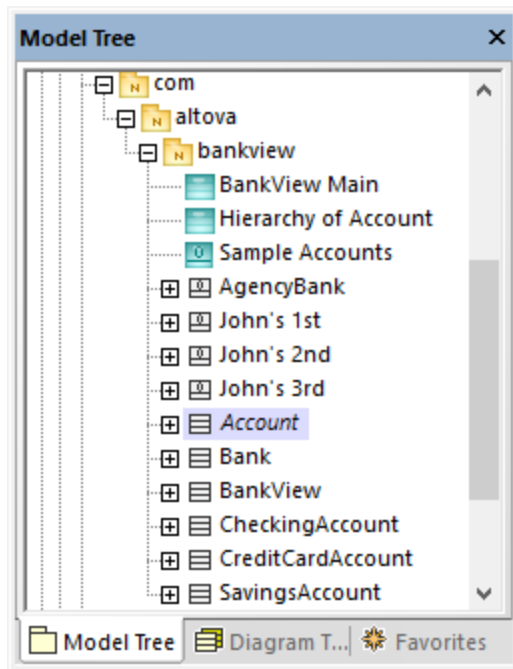 Model Tree
com
altova
bankview
BankView Main
Hierarchy of Account
Sample Accounts
AgencyBank
John's 1st
John's 2nd
John's 3rd
Account
Bank
BankView
CheckingAccount
CreditCardAccount
SavingsAccount
Model Tree Diagram T... Favorites